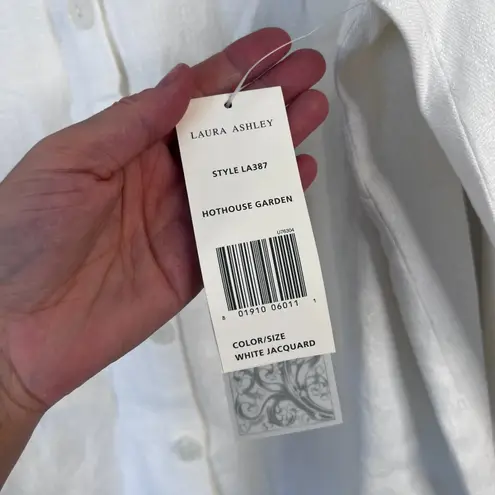 LAURA ASHLEY
STYLE LA387
HOTHOUSE GARDEN
U76304
8 01910 06011 1
COLOR/SIZE
WHITE JACQUARD